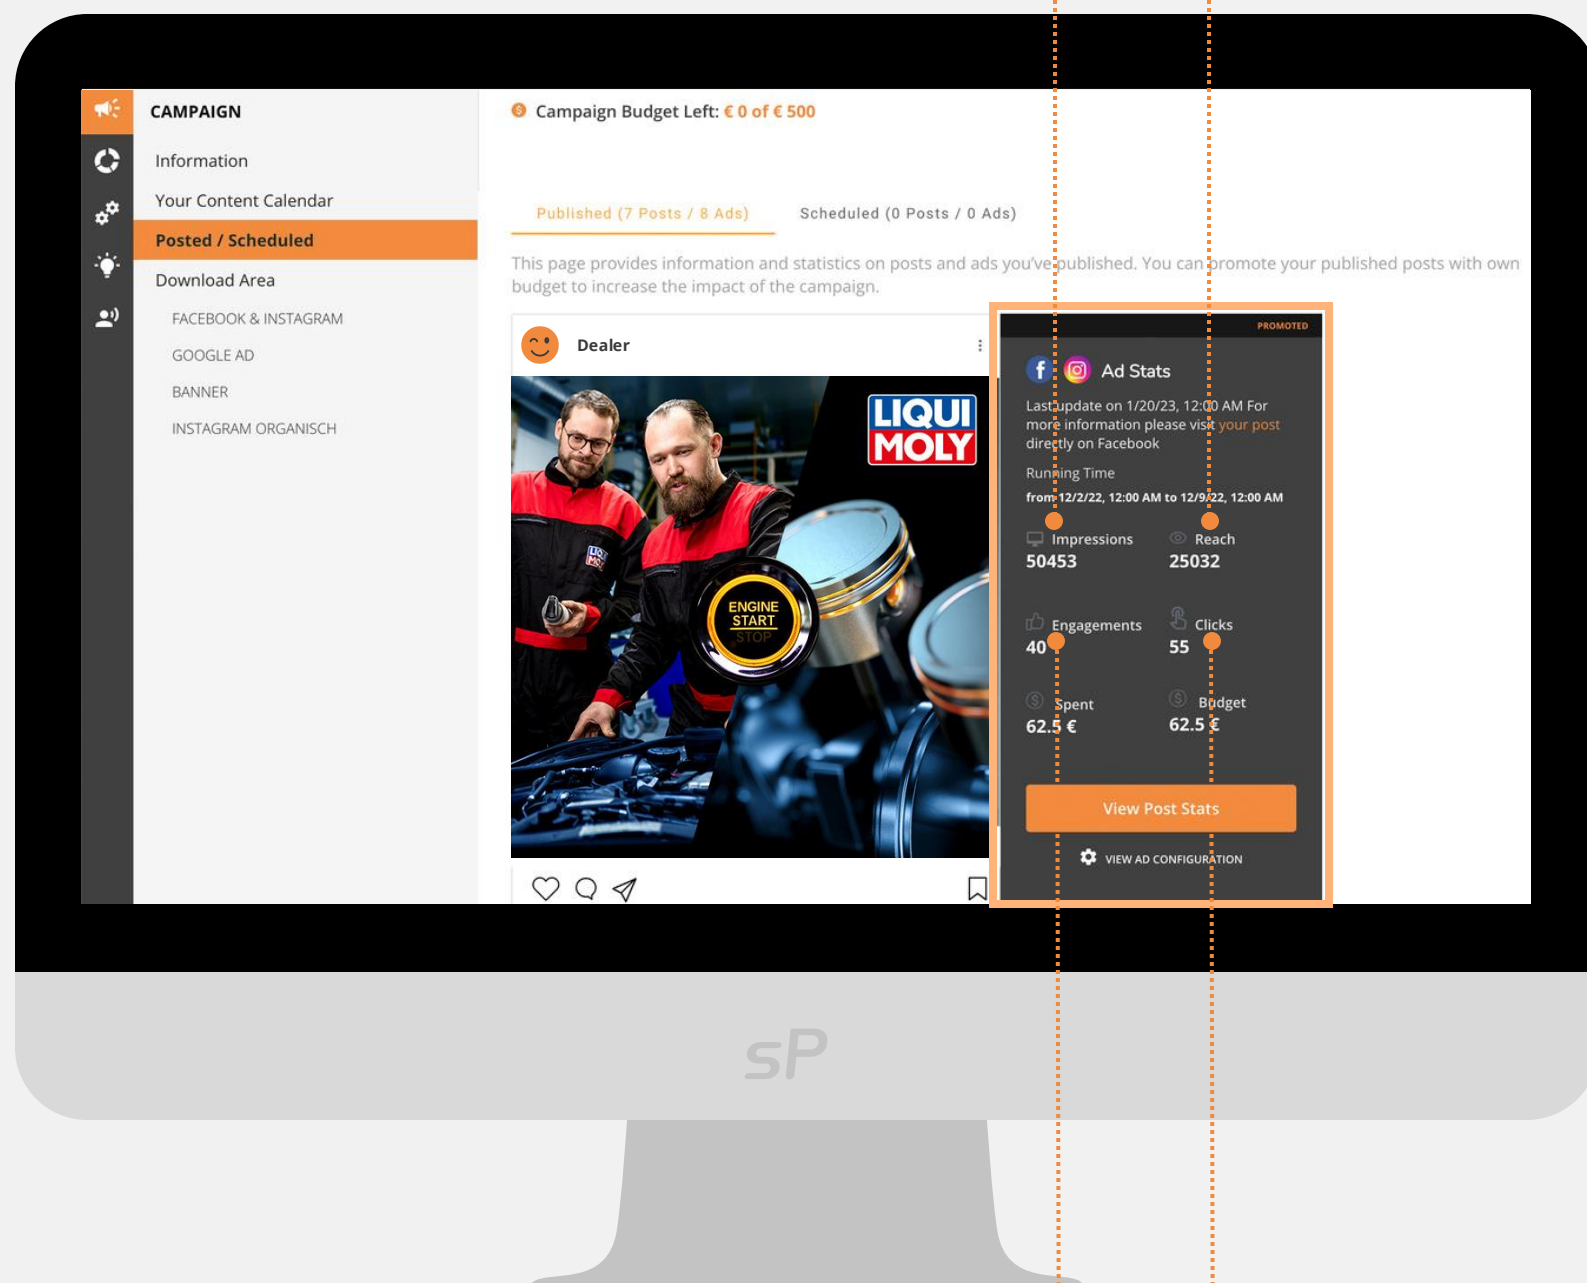 CAMPAIGN
Information
Your Content Calendar
Posted / Scheduled
Download Area
FACEBOOK & INSTAGRAM
GOOGLE AD
BANNER
INSTAGRAM ORGANISCH
Campaign Budget Left: € 0 of € 500
Published (7 Posts / 8 Ads)
Scheduled (0 Posts / 0 Ads)
This page provides information and statistics on posts and ads you've published. You can promote your published posts with own
budget to increase the impact of the campaign.
Dealer
LIQUI
MOLY
LIQUI
MOLY
ENGINE
START
STOP
PROMOTED
Ad Stats
Last update on 1/20/23, 12:00 AM For
more information please visit your post
directly on Facebook
Running Time
from 12/2/22, 12:00 AM to 12/9/22, 12:00 AM
Impressions
50453
Reach
25032
Engagements
40
Clicks
55
Spent
62.5 €
Budget
62.5 €
View Post Stats
VIEW AD CONFIGURATION
sP